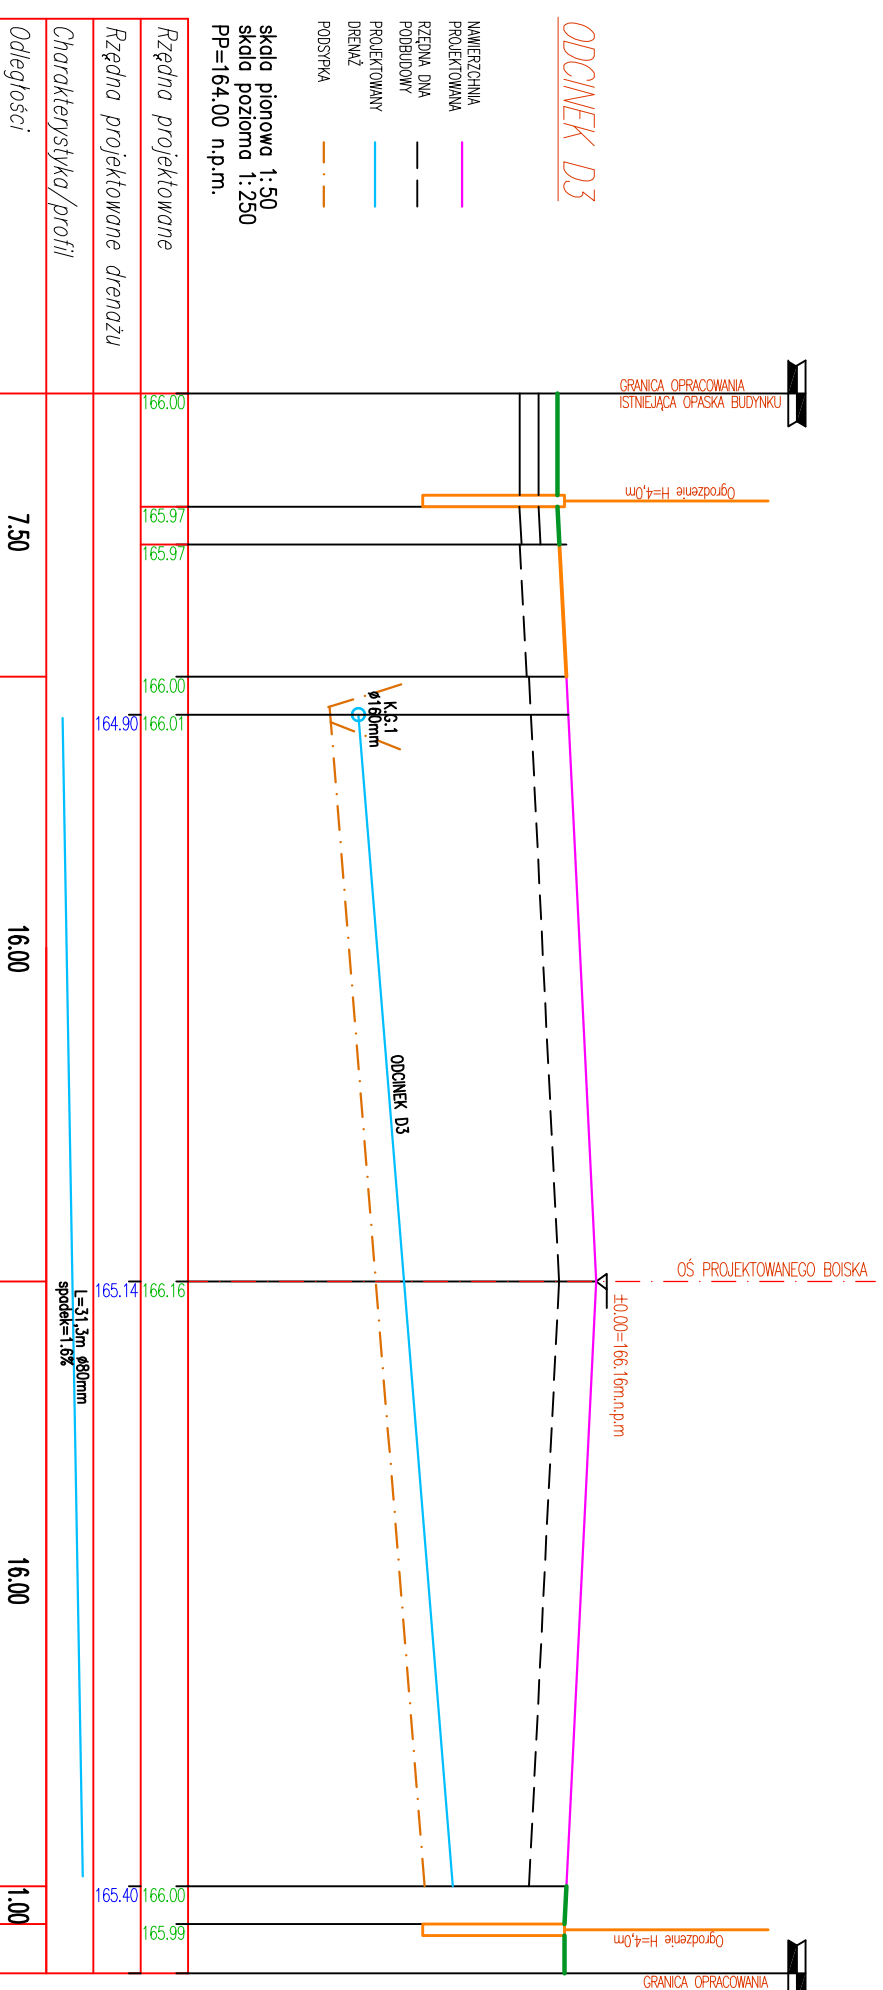 ODCINEK D3
NAWIERZCHNIA
PROJEKTOWANA
RZĘDNA DNA
PODBUDOWY
PROJEKTOWANY
DRENAŻ
PODSYPKA
skala pionowa 1:50
skala pozioma 1:250
PP=164.00 n.p.m.
GRANICA OPRACOWANIA
ISTNIEJĄCA OPASKA BUDYNKU
Ogrodzenie H=4,0m
K.G.1
ø160mm
ODCINEK D3
OŚ PROJEKTOWANEGO BOISKA
±0.00=166.16m.n.p.m
Ogrodzenie H=4,0m
GRANICA OPRACOWANIA
Rzędna projektowane
166.00 165.97 165.97 166.00 166.01 166.16 166.00 165.99
Rzędna projektowane drenażu
164.90 165.14 165.40
Charakterystyka/profil
L=31,3m ø80mm
spadek=1.6%
Odległości
7.50 16.00 16.00 1.00